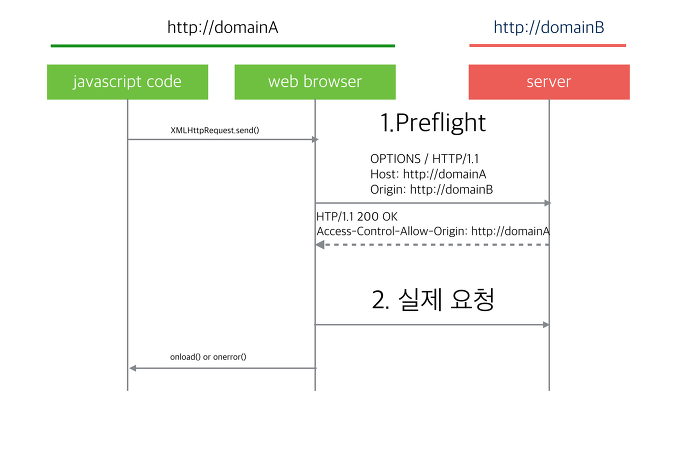 http://domainA
http://domainB
javascript code
web browser
server
1.Preflight
XMLHttpRequest.send()
OPTIONS / HTTP/1.1
Host: http://domainA
Origin: http://domainB
HTP/1.1 200 OK
Access-Control-Allow-Origin: http://domainA
2. 실제 요청
onload() or onerror()